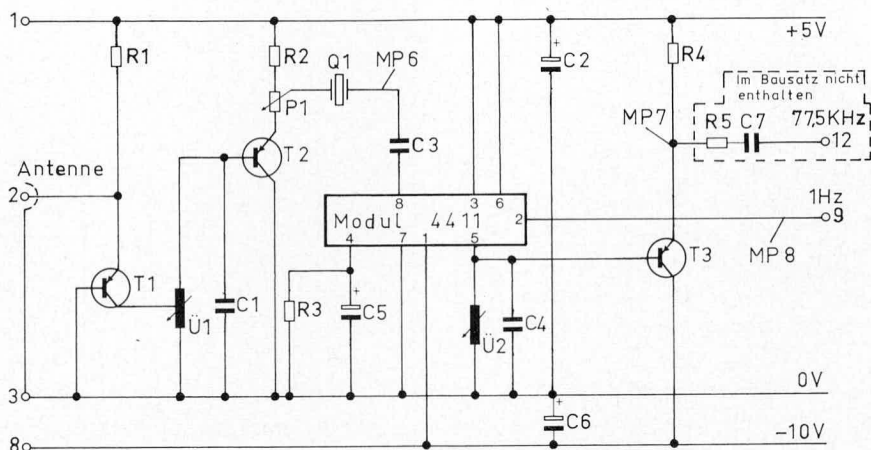 1
+5V
R1
R2
Q1
MP6
C2
R4
P1
Im Bausatz nicht
enthalten
MP7
R5 C7
77,5KHz
12
Antenne
T2
C3
2
8
3
6
Modul 4411
2
1Hz
9
4
7
1
5
MP8
T1
T3
Ü1
C1
R3
C5
Ü2
C4
3
0V
C6
8
-10V